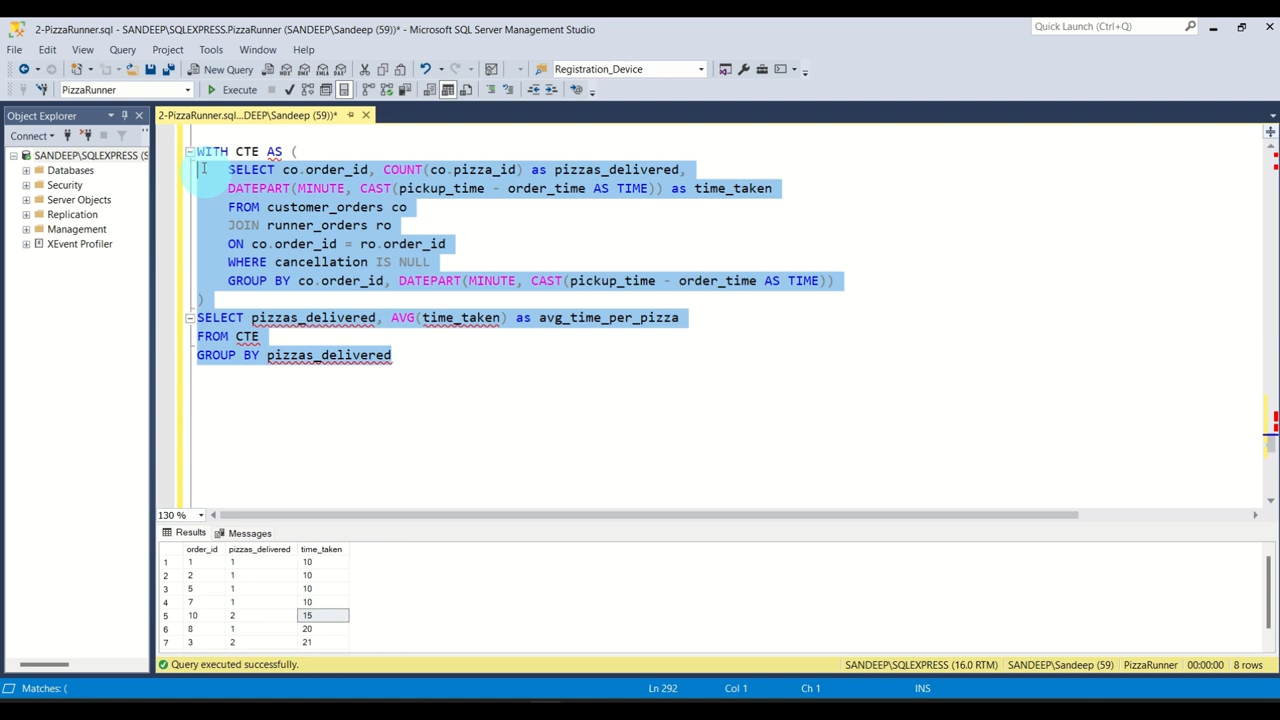 2-PizzaRunner.sql - SANDEEP\SQLEXPRESS.PizzaRunner (SANDEEP\Sandeep (59))* - Microsoft SQL Server Management Studio
Quick Launch (Ctrl+Q)
File Edit View Query Project Tools Window Help
New Query
MDX DMX XMLA DAX
Registration_Device
PizzaRunner
Execute
Object Explorer
2-PizzaRunner.sql...DEEP\Sandeep (59))*
Connect
SANDEEP\SQLEXPRESS (S
Databases
Security
Server Objects
Replication
Management
XEvent Profiler
WITH CTE AS (
SELECT co.order_id, COUNT(co.pizza_id) as pizzas_delivered,
DATEPART(MINUTE, CAST(pickup_time - order_time AS TIME)) as time_taken
FROM customer_orders co
JOIN runner_orders ro
ON co.order_id = ro.order_id
WHERE cancellation IS NULL
GROUP BY co.order_id, DATEPART(MINUTE, CAST(pickup_time - order_time AS TIME))
)
SELECT pizzas_delivered, AVG(time_taken) as avg_time_per_pizza
FROM CTE
GROUP BY pizzas_delivered
130 %
Results Messages
order_id pizzas_delivered time_taken
1 1 1 10
2 2 1 10
3 5 1 10
4 7 1 10
5 10 2 15
6 8 1 20
7 3 2 21
Query executed successfully.
SANDEEP\SQLEXPRESS (16.0 RTM) SANDEEP\Sandeep (59) PizzaRunner 00:00:00 8 rows
Matches: (
Ln 292 Col 1 Ch 1 INS